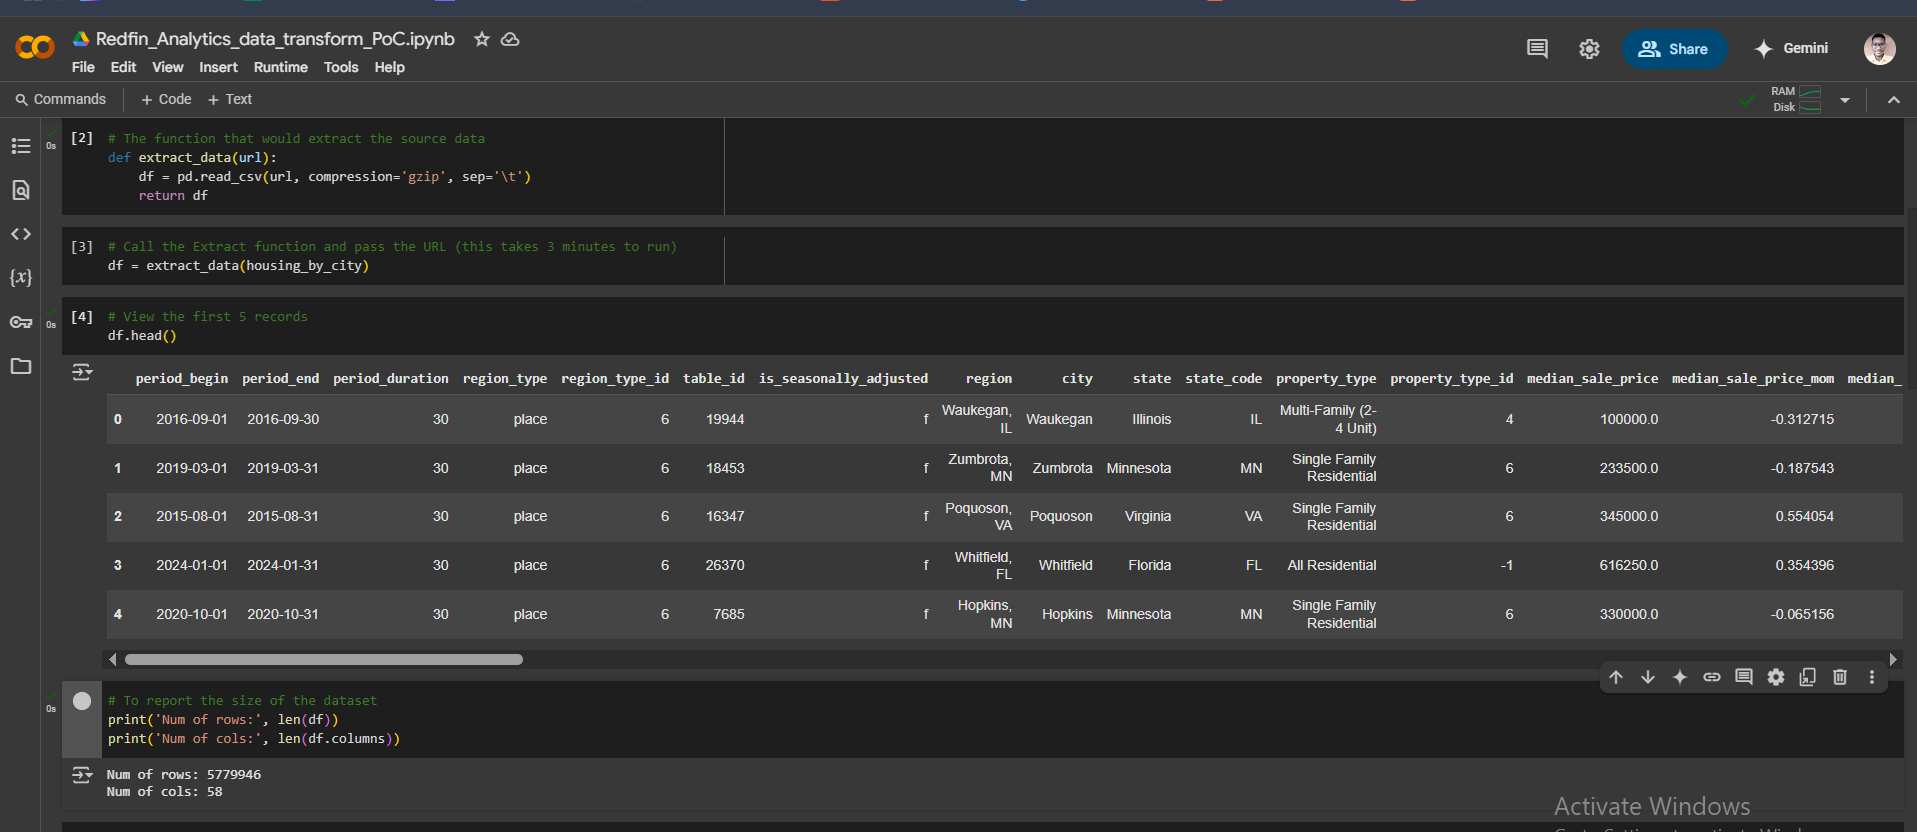 Redfin_Analytics_data_transform_PoC.ipynb
File Edit View Insert Runtime Tools Help
Share
Gemini
Commands + Code + Text
RAM
Disk
[2] # The function that would extract the source data
0s
def extract_data(url):
df = pd.read_csv(url, compression='gzip', sep='\t')
return df
[3] # Call the Extract function and pass the URL (this takes 3 minutes to run)
df = extract_data(housing_by_city)
[4] # View the first 5 records
0s
df.head()
period_begin period_end period_duration region_type region_type_id table_id is_seasonally_adjusted region city state state_code property_type property_type_id median_sale_price median_sale_price_mom median_
0 2016-09-01 2016-09-30 30 place 6 19944 f Waukegan, IL Waukegan Illinois IL Multi-Family (2-4 Unit) 4 100000.0 -0.312715
1 2019-03-01 2019-03-31 30 place 6 18453 f Zumbrota, MN Zumbrota Minnesota MN Single Family Residential 6 233500.0 -0.187543
2 2015-08-01 2015-08-31 30 place 6 16347 f Poquoson, VA Poquoson Virginia VA Single Family Residential 6 345000.0 0.554054
3 2024-01-01 2024-01-31 30 place 6 26370 f Whitfield, FL Whitfield Florida FL All Residential -1 616250.0 0.354396
4 2020-10-01 2020-10-31 30 place 6 7685 f Hopkins, MN Hopkins Minnesota MN Single Family Residential 6 330000.0 -0.065156
# To report the size of the dataset
0s
print('Num of rows:', len(df))
print('Num of cols:', len(df.columns))
Num of rows: 5779946
Num of cols: 58
Activate Windows